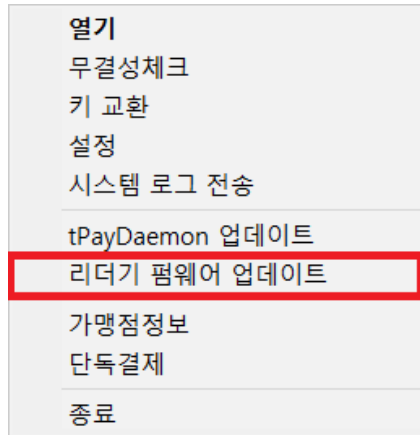 열기
무결성체크
키 교환
설정
시스템 로그 전송
tPayDaemon 업데이트
리더기 펌웨어 업데이트
가맹점정보
단독결제
종료